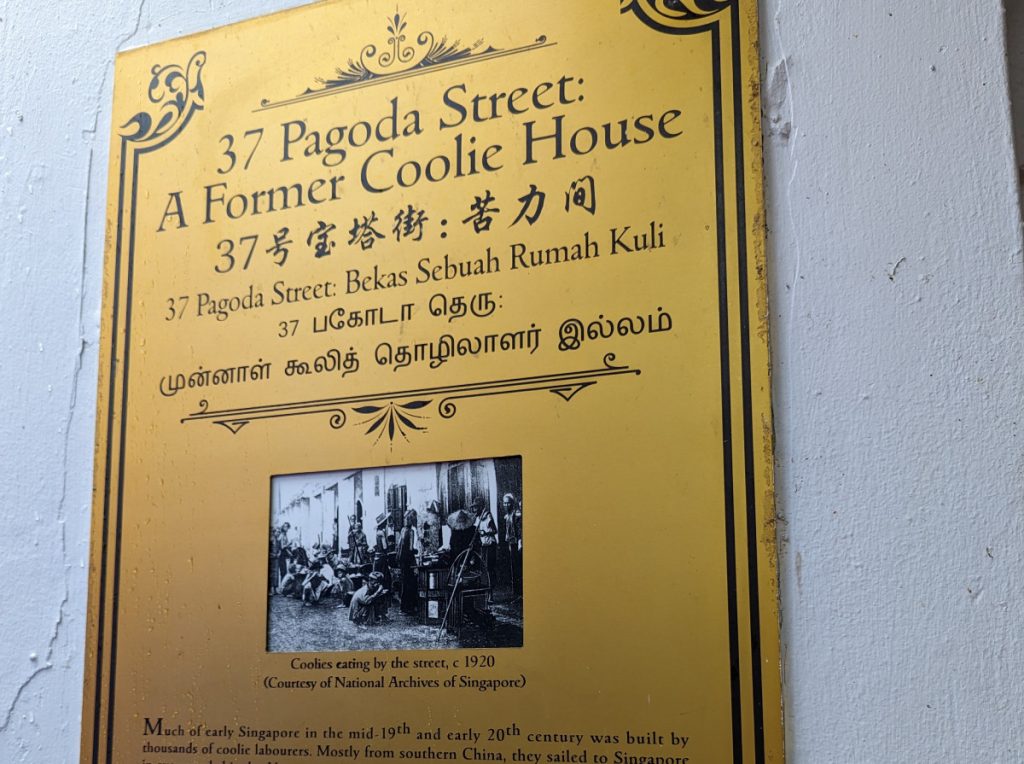 37 Pagoda Street:
A Former Coolie House
37号宝塔街：苦力间
37 Pagoda Street: Bekas Sebuah Rumah Kuli
37 பகோடா தெரு:
முன்னாள் கூலித் தொழிலாளர் இல்லம்
Coolies eating by the street, c 1920
(Courtesy of National Archives of Singapore)
Much of early Singapore in the mid-19th and early 20th century was built by
thousands of coolie labourers. Mostly from southern China, they sailed to Singapore